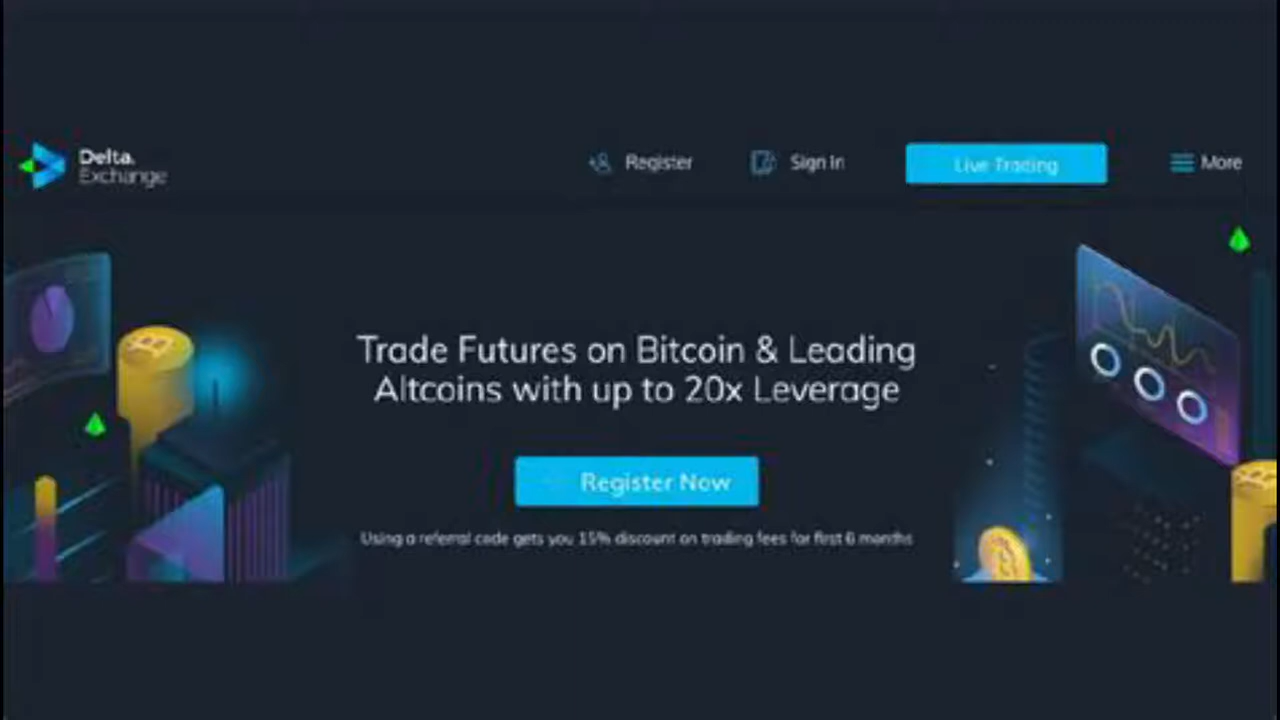 Delta.
Exchange
Register
Sign In
Live Trading
More
Trade Futures on Bitcoin & Leading
Altcoins with up to 20x Leverage
Register Now
Using a referral code gets you 15% discount on trading fees for first 6 months